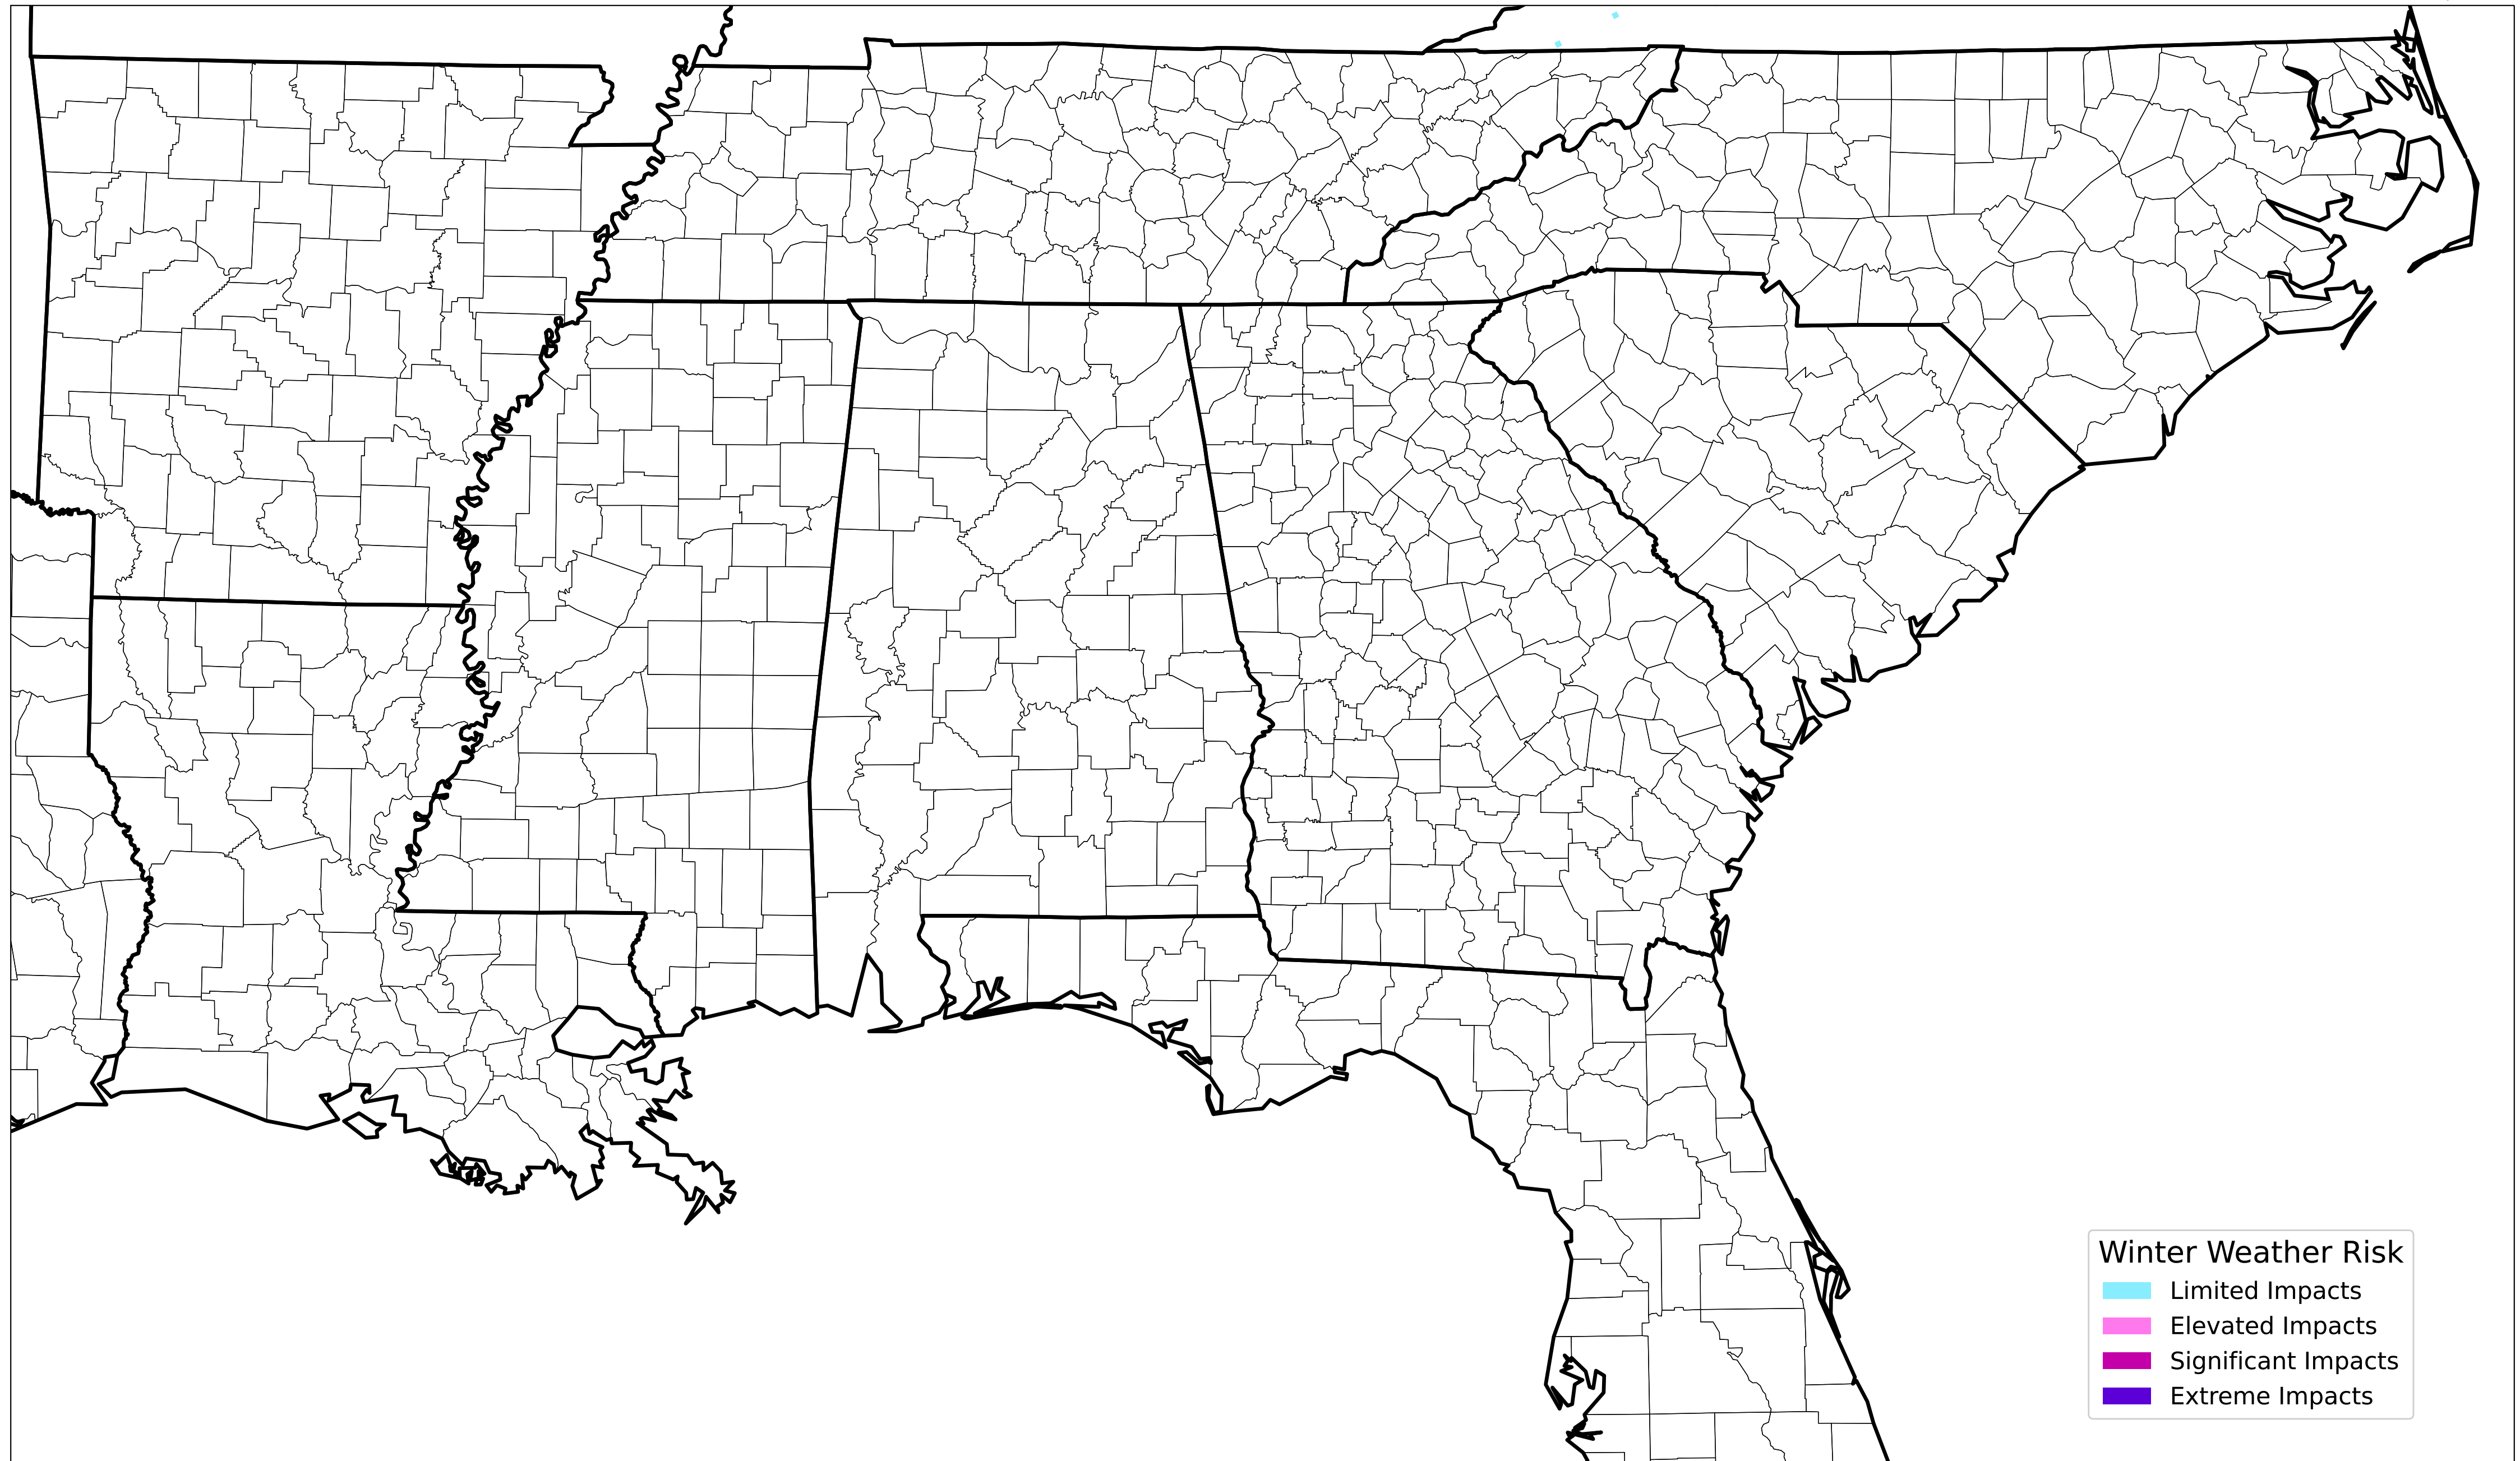 Winter Weather Risk
Limited Impacts
Elevated Impacts
Significant Impacts
Extreme Impacts